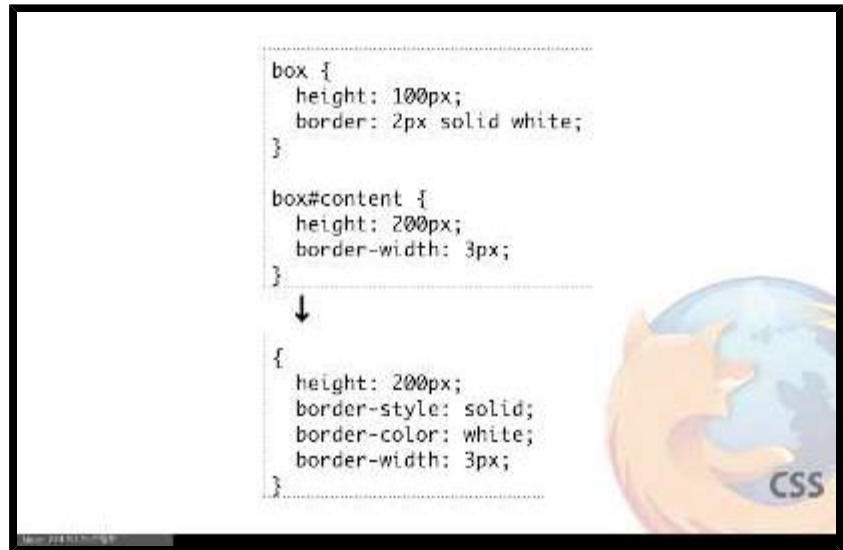 box {
height: 100px;
border: 2px solid white;
}
box#content {
height: 200px;
border-width: 3px;
}
↓
{
height: 200px;
border-style: solid;
border-color: white;
border-width: 3px;
}
CSS